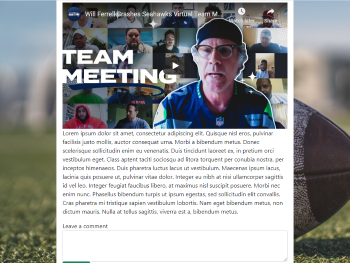 Will Ferrell Crashes Seahawks Virtual Team M
Watch later
Share
TEAM
MEETING
Lorem ipsum dolor sit amet, consectetur adipiscing elit. Quisque nisl eros, pulvinar
facilisis justo mollis, auctor consequat urna. Morbi a bibendum metus. Donec
scelerisque sollicitudin enim eu venenatis. Duis tincidunt laoreet ex, in pretium orci
vestibulum eget. Class aptent taciti sociosqu ad litora torquent per conubia nostra, per
inceptos himenaeos. Duis pharetra luctus lacus ut vestibulum. Maecenas ipsum lacus,
lacinia quis posuere ut, pulvinar vitae dolor. Integer eu nibh at nisi ullamcorper sagittis
id vel leo. Integer feugiat faucibus libero, at maximus nisl suscipit posuere. Morbi nec
enim nunc. Phasellus bibendum turpis ut ipsum egestas, sed sollicitudin elit convallis.
Cras pharetra mi tristique sapien vestibulum lobortis. Nam eget bibendum metus, non
dictum mauris. Nulla at tellus sagittis, viverra est a, bibendum metus.
Leave a comment